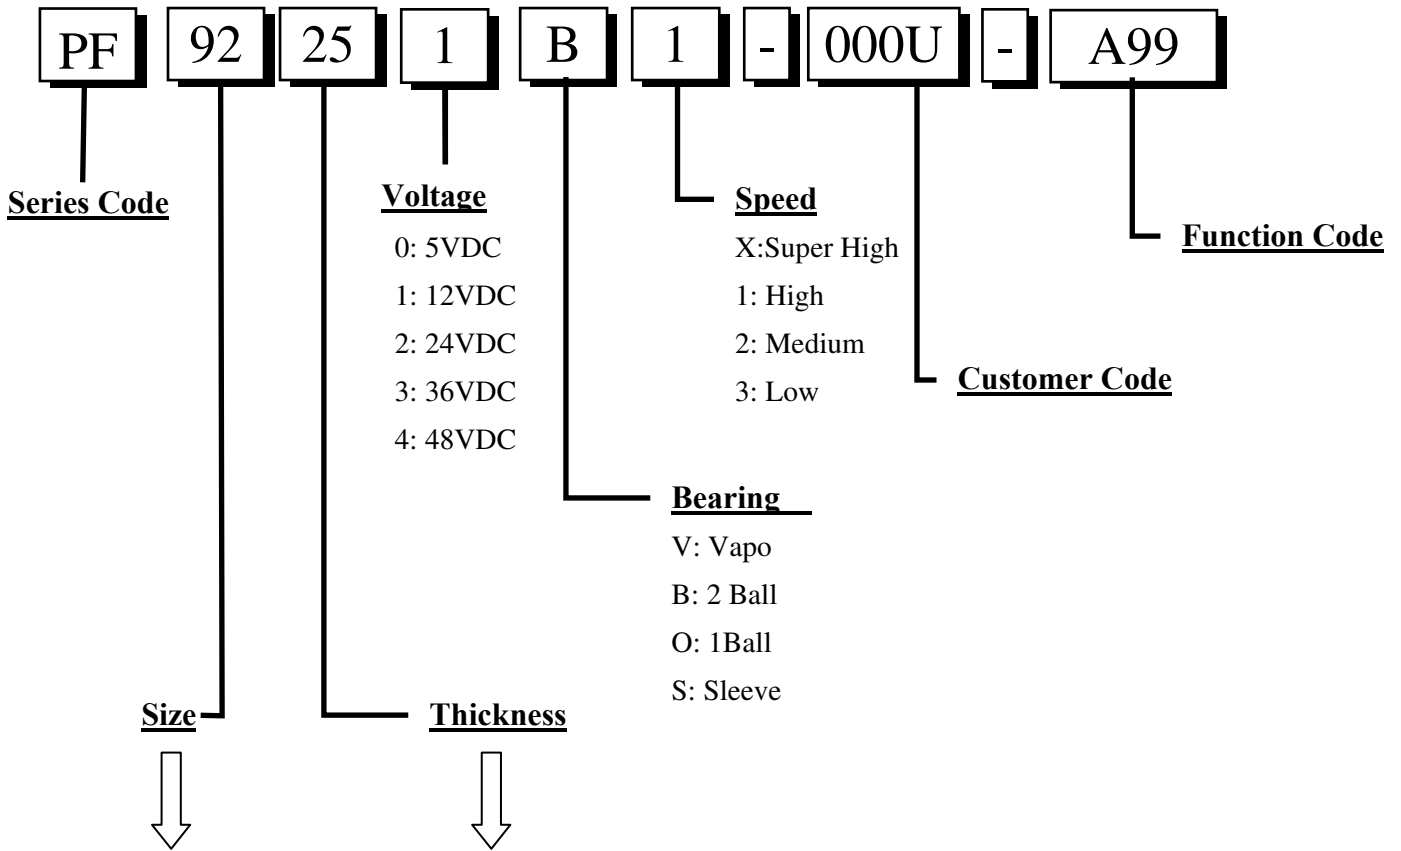 PF 92 25 1 B 1 - 000U - A99
Series Code
Voltage
0: 5VDC
1: 12VDC
2: 24VDC
3: 36VDC
4: 48VDC
Speed
X:Super High
1: High
2: Medium
3: Low
Function Code
Customer Code
Bearing
V: Vapo
B: 2 Ball
O: 1Ball
S: Sleeve
Size
Thickness